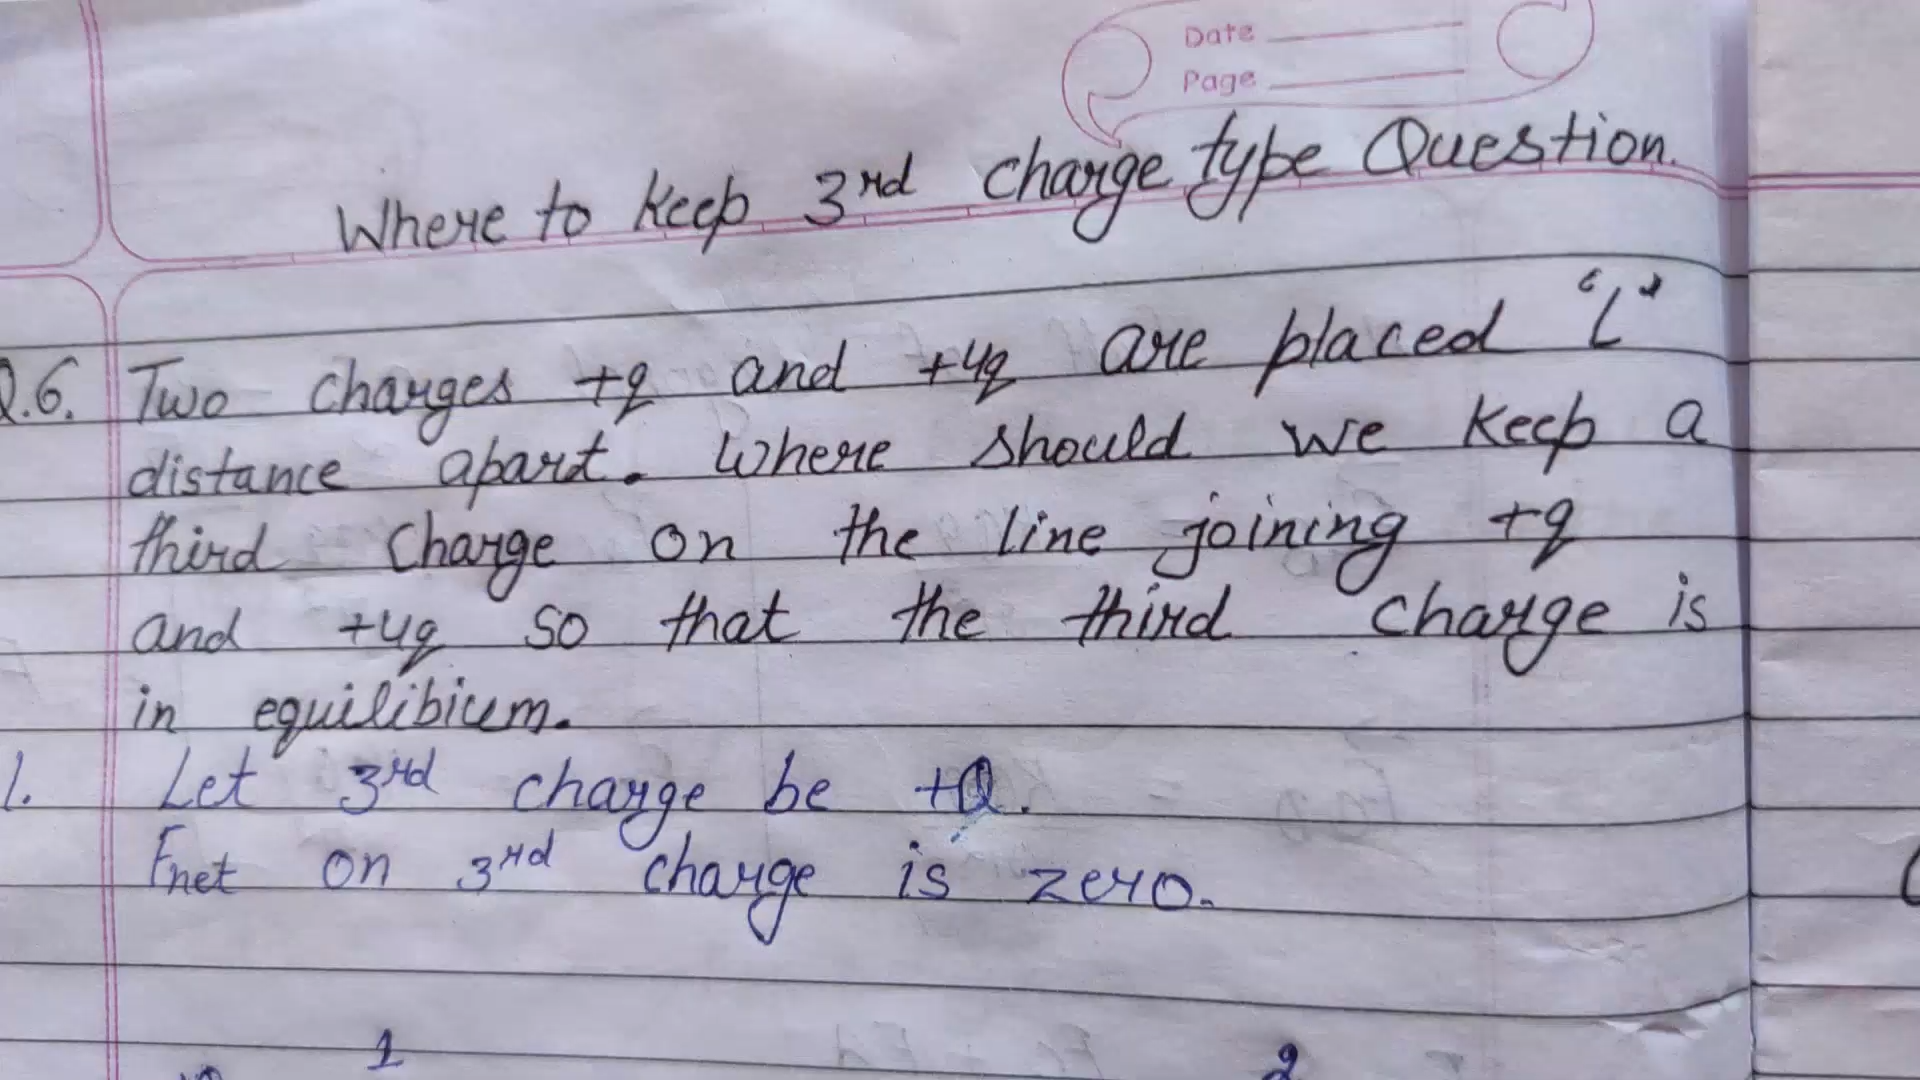 Date
Page
Where to keep 3rd charge type Question.
Q.6. Two charges +q and +4q are placed 'L'
distance apart. Where should we keep a
third charge on the line joining +q
and +4q so that the third charge is
in equilibium.
1. Let 3rd charge be +Q.
Fnet on 3rd charge is zero.
1 2